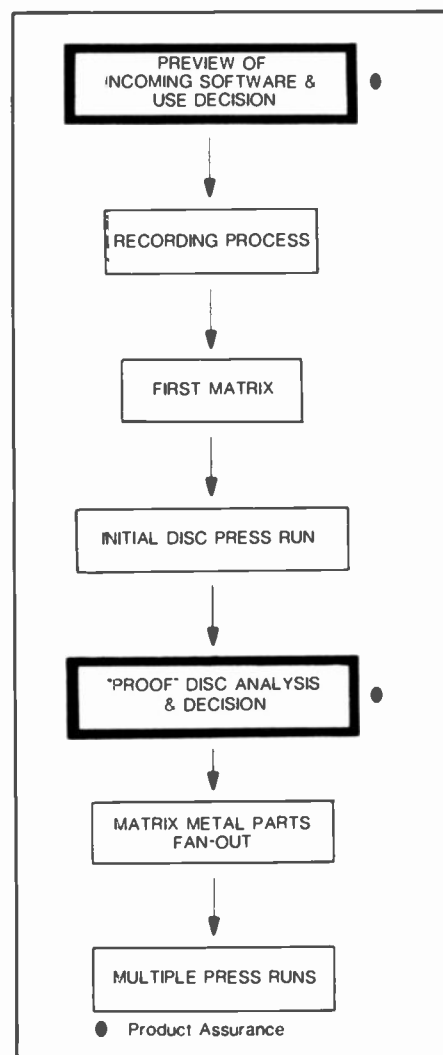 PREVIEW OF
INCOMING SOFTWARE &
USE DECISION
RECORDING PROCESS
FIRST MATRIX
INITIAL DISC PRESS RUN
"PROOF" DISC ANALYSIS
& DECISION
MATRIX METAL PARTS
FAN-OUT
MULTIPLE PRESS RUNS
● Product Assurance